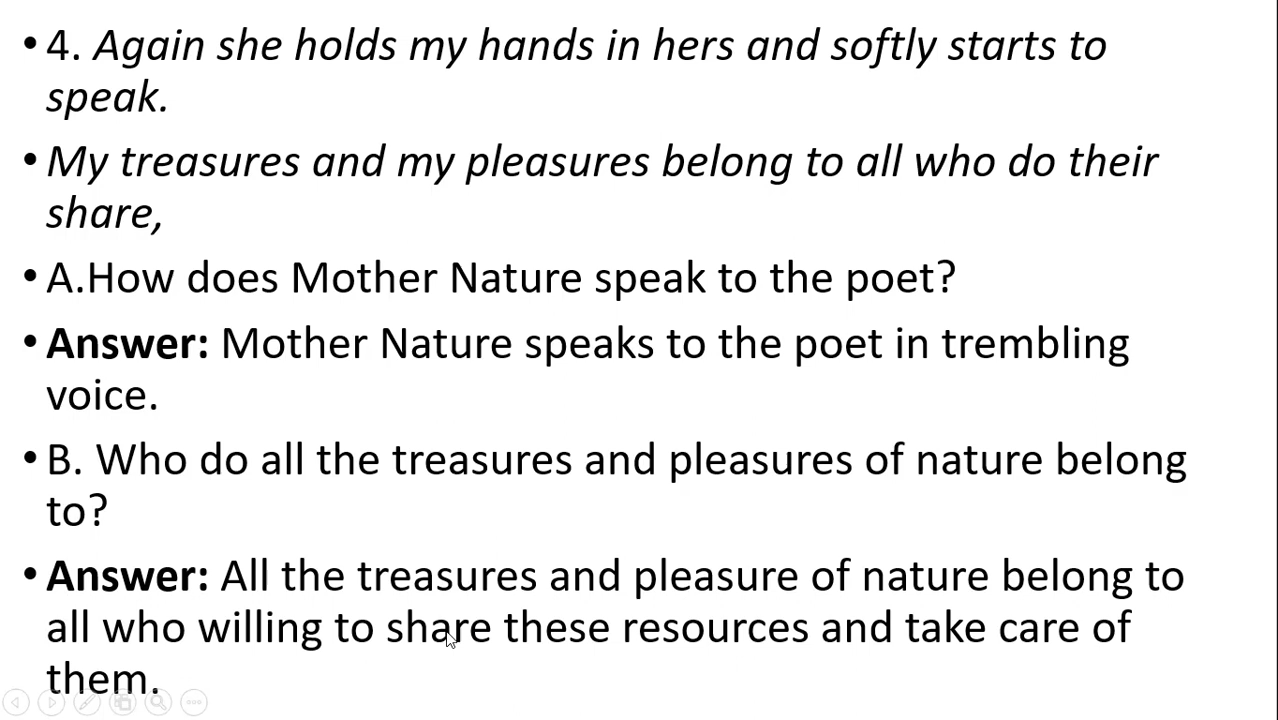 • 4. Again she holds my hands in hers and softly starts to
speak.
• My treasures and my pleasures belong to all who do their
share,
• A.How does Mother Nature speak to the poet?
• Answer: Mother Nature speaks to the poet in trembling
voice.
• B. Who do all the treasures and pleasures of nature belong
to?
• Answer: All the treasures and pleasure of nature belong to
all who willing to share these resources and take care of
them.